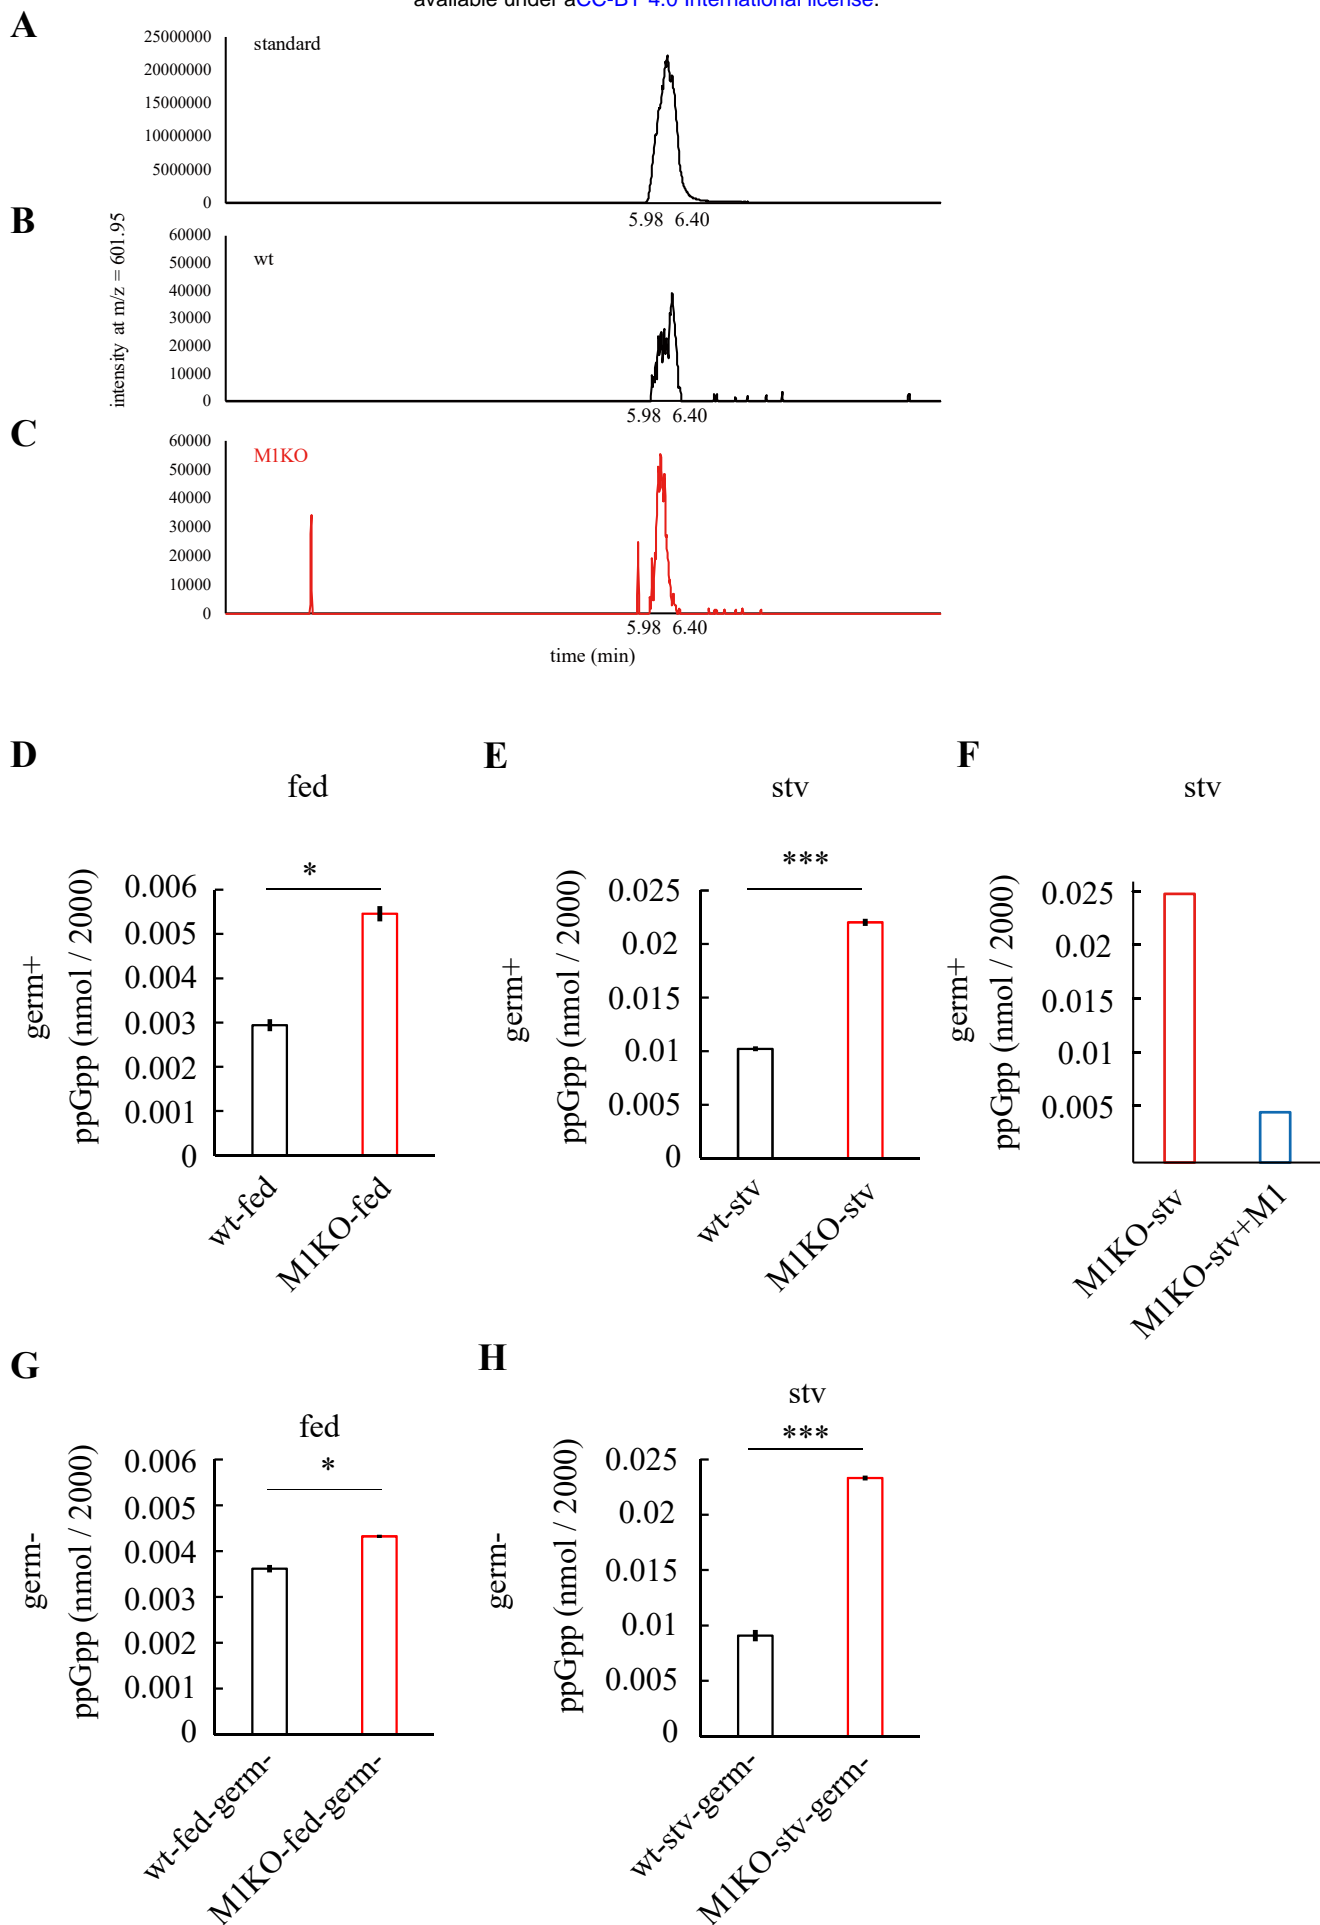 available under aCC-BY 4.0 International license.
A
standard
25000000
20000000
15000000
10000000
5000000
0
5.98 6.40
B
wt
60000
50000
40000
30000
20000
10000
0
5.98 6.40
intensity at m/z = 601.95
C
M1KO
60000
50000
40000
30000
20000
10000
0
5.98 6.40
time (min)
D
fed
*
germ+
ppGpp (nmol / 2000)
0.006
0.005
0.004
0.003
0.002
0.001
0
wt-fed
M1KO-fed
E
stv
***
germ+
ppGpp (nmol / 2000)
0.025
0.02
0.015
0.01
0.005
0
wt-stv
M1KO-stv
F
stv
germ+
ppGpp (nmol / 2000)
0.025
0.02
0.015
0.01
0.005
M1KO-stv
M1KO-stv+M1
G
fed
*
germ-
ppGpp (nmol / 2000)
0.006
0.005
0.004
0.003
0.002
0.001
0
wt-fed-germ-
M1KO-fed-germ-
H
stv
***
germ-
ppGpp (nmol / 2000)
0.025
0.02
0.015
0.01
0.005
0
wt-stv-germ-
M1KO-stv-germ-